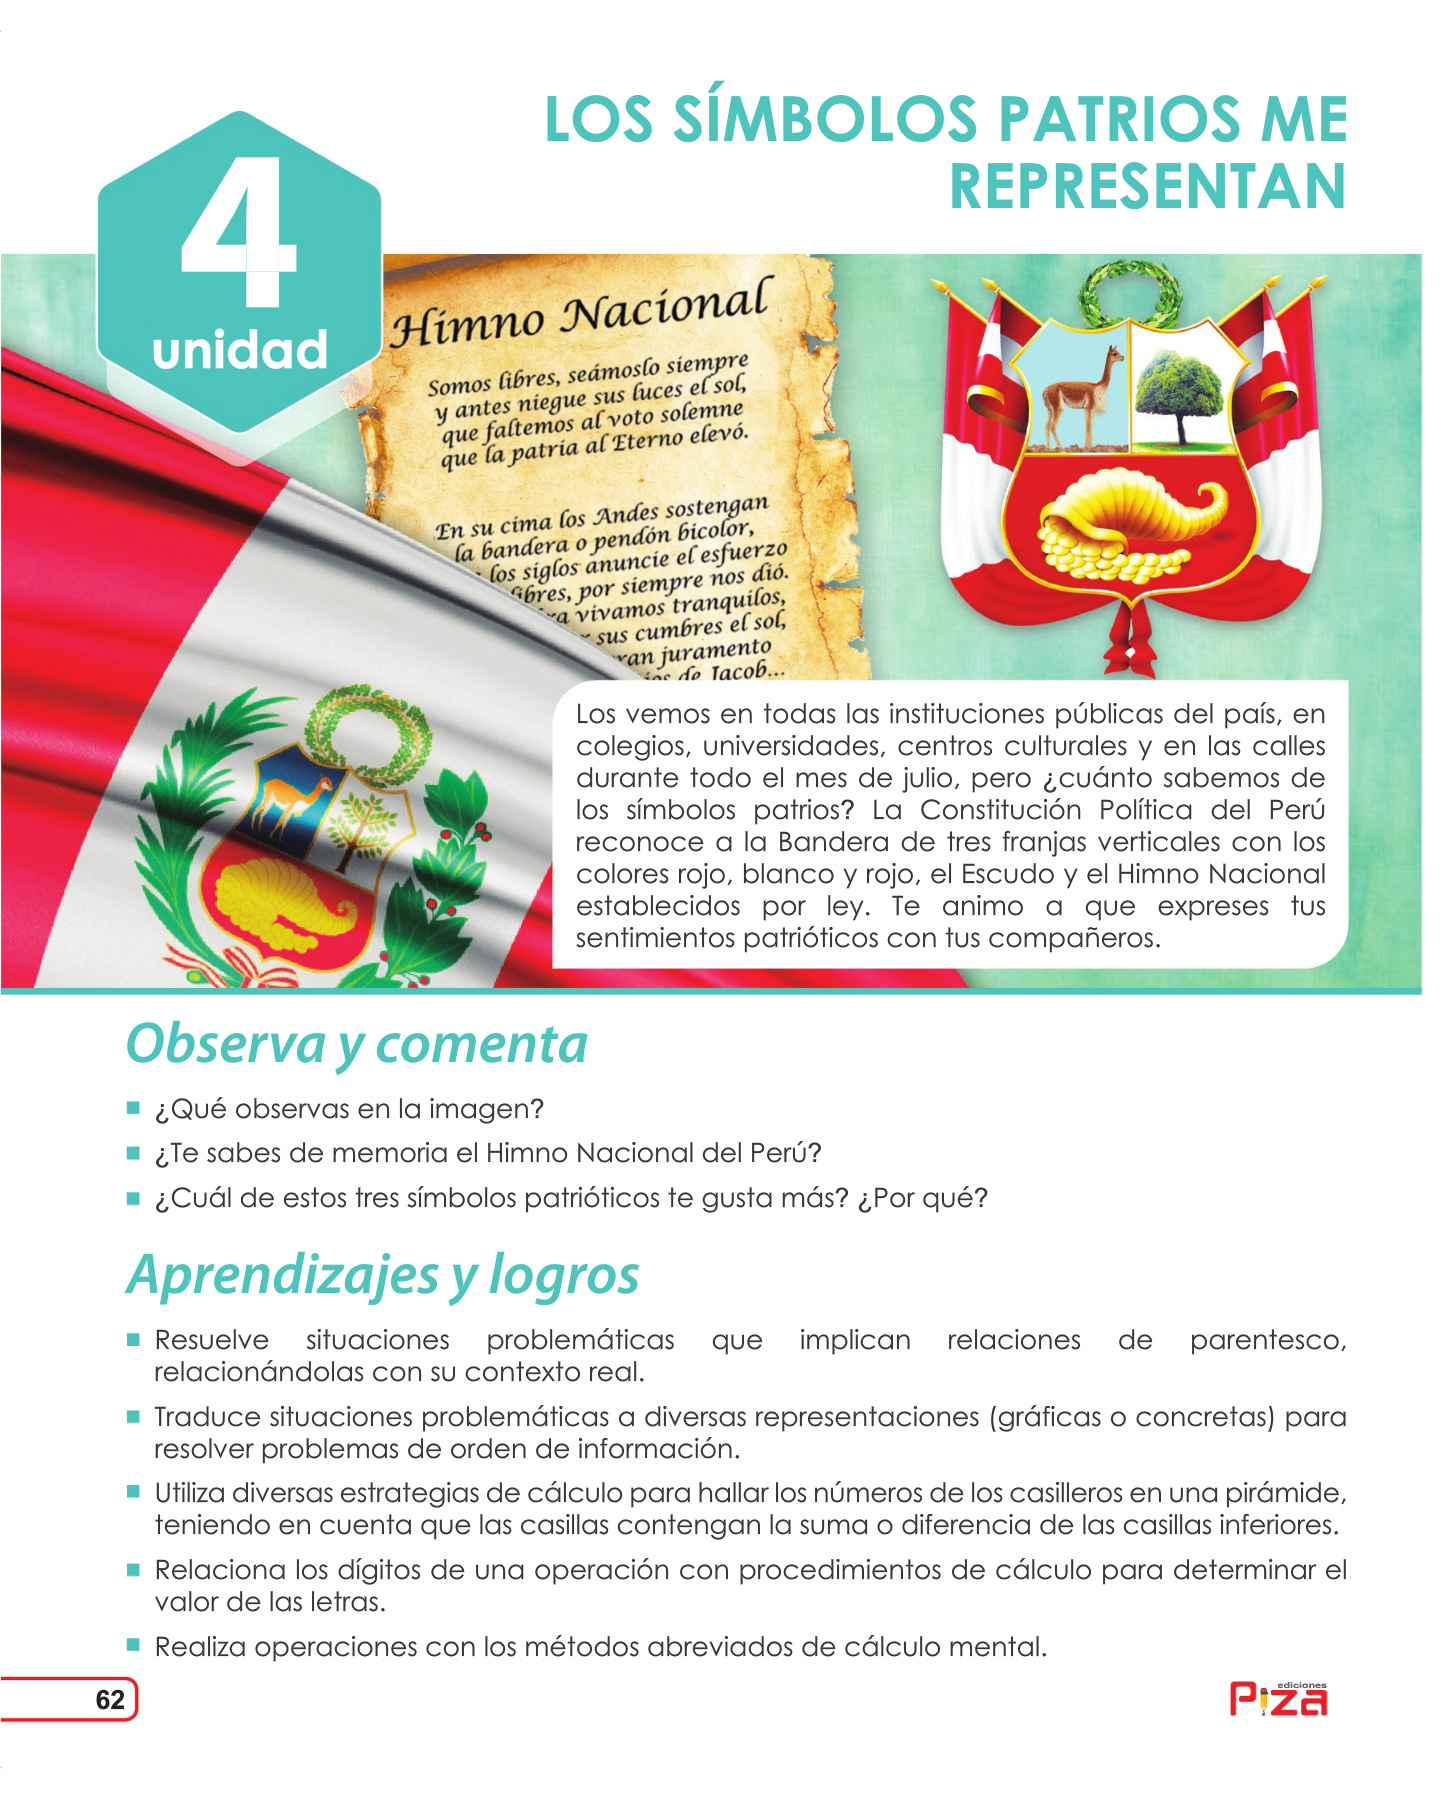 LOS SÍMBOLOS PATRIOS ME
REPRESENTAN
4
unidad
Himno Nacional
Somos libres, seámoslo siempre
y antes niegue sus luces el sol,
que faltemos al voto solemne
que la patria al Eterno elevó.
En su cima los Andes sostengan
la bandera o pendón bicolor,
los siglos anuncie el esfuerzo
libres, por siempre nos dió.
vivamos tranquilos,
sus cumbres el sol,
juramento
de Jacob...
Los vemos en todas las instituciones públicas del país, en
colegios, universidades, centros culturales y en las calles
durante todo el mes de julio, pero ¿cuánto sabemos de
los símbolos patrios? La Constitución Política del Perú
reconoce a la Bandera de tres franjas verticales con los
colores rojo, blanco y rojo, el Escudo y el Himno Nacional
establecidos por ley. Te animo a que expreses tus
sentimientos patrióticos con tus compañeros.
Observa y comenta
¿Qué observas en la imagen?
¿Te sabes de memoria el Himno Nacional del Perú?
¿Cuál de estos tres símbolos patrióticos te gusta más? ¿Por qué?
Aprendizajes y logros
Resuelve situaciones problemáticas que implican relaciones de parentesco,
relacionándolas con su contexto real.
Traduce situaciones problemáticas a diversas representaciones (gráficas o concretas) para
resolver problemas de orden de información.
Utiliza diversas estrategias de cálculo para hallar los números de los casilleros en una pirámide,
teniendo en cuenta que las casillas contengan la suma o diferencia de las casillas inferiores.
Relaciona los dígitos de una operación con procedimientos de cálculo para determinar el
valor de las letras.
Realiza operaciones con los métodos abreviados de cálculo mental.
62
ediciones
Piza